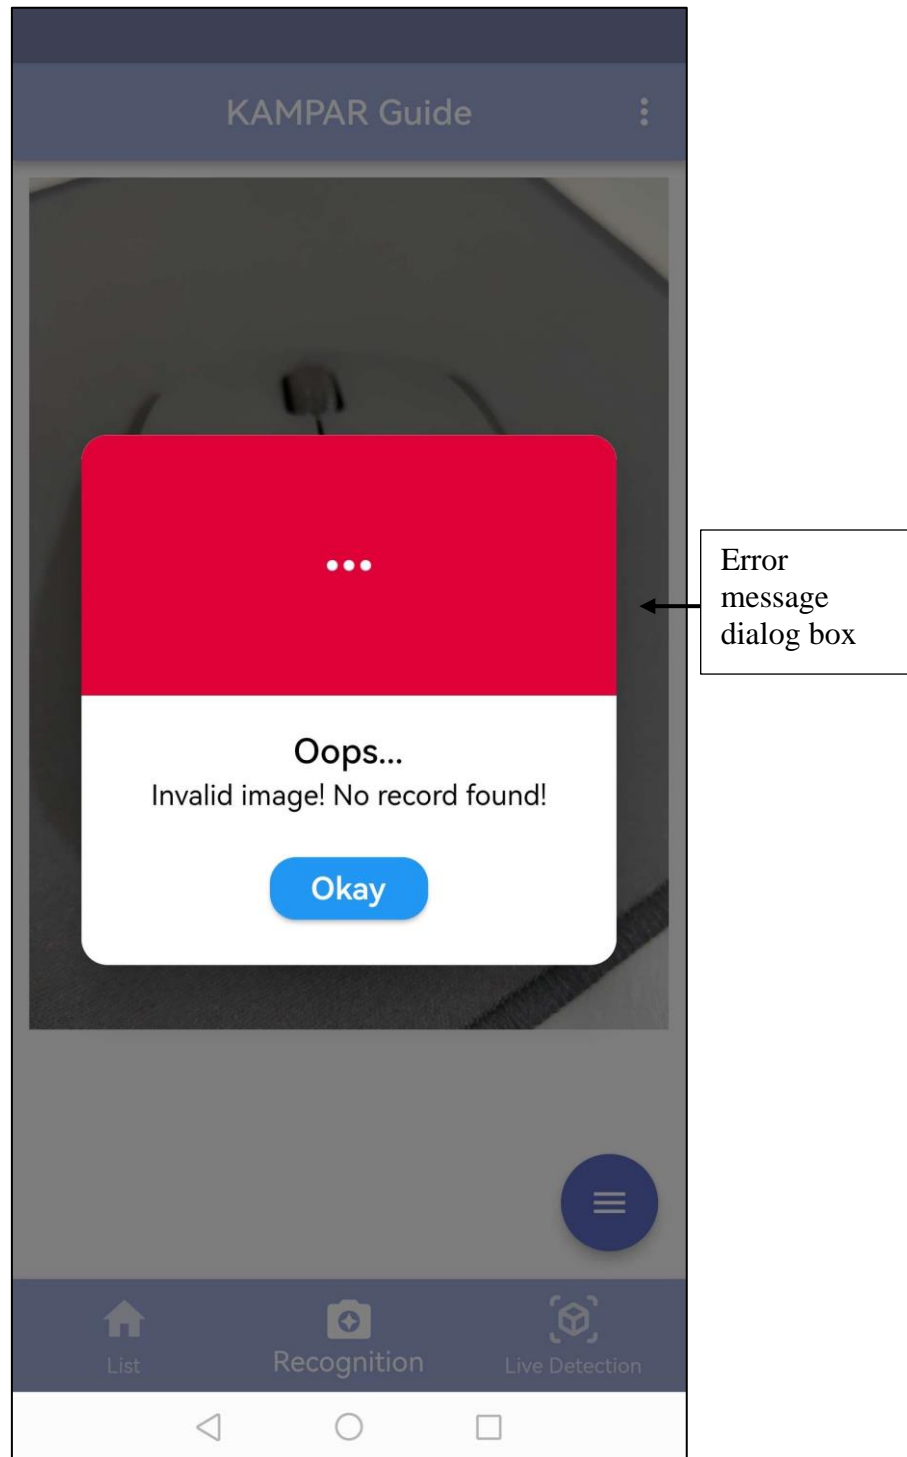 KAMPAR Guide
Error
message
dialog box
Oops...
Invalid image! No record found!
Okay
List
Recognition
Live Detection